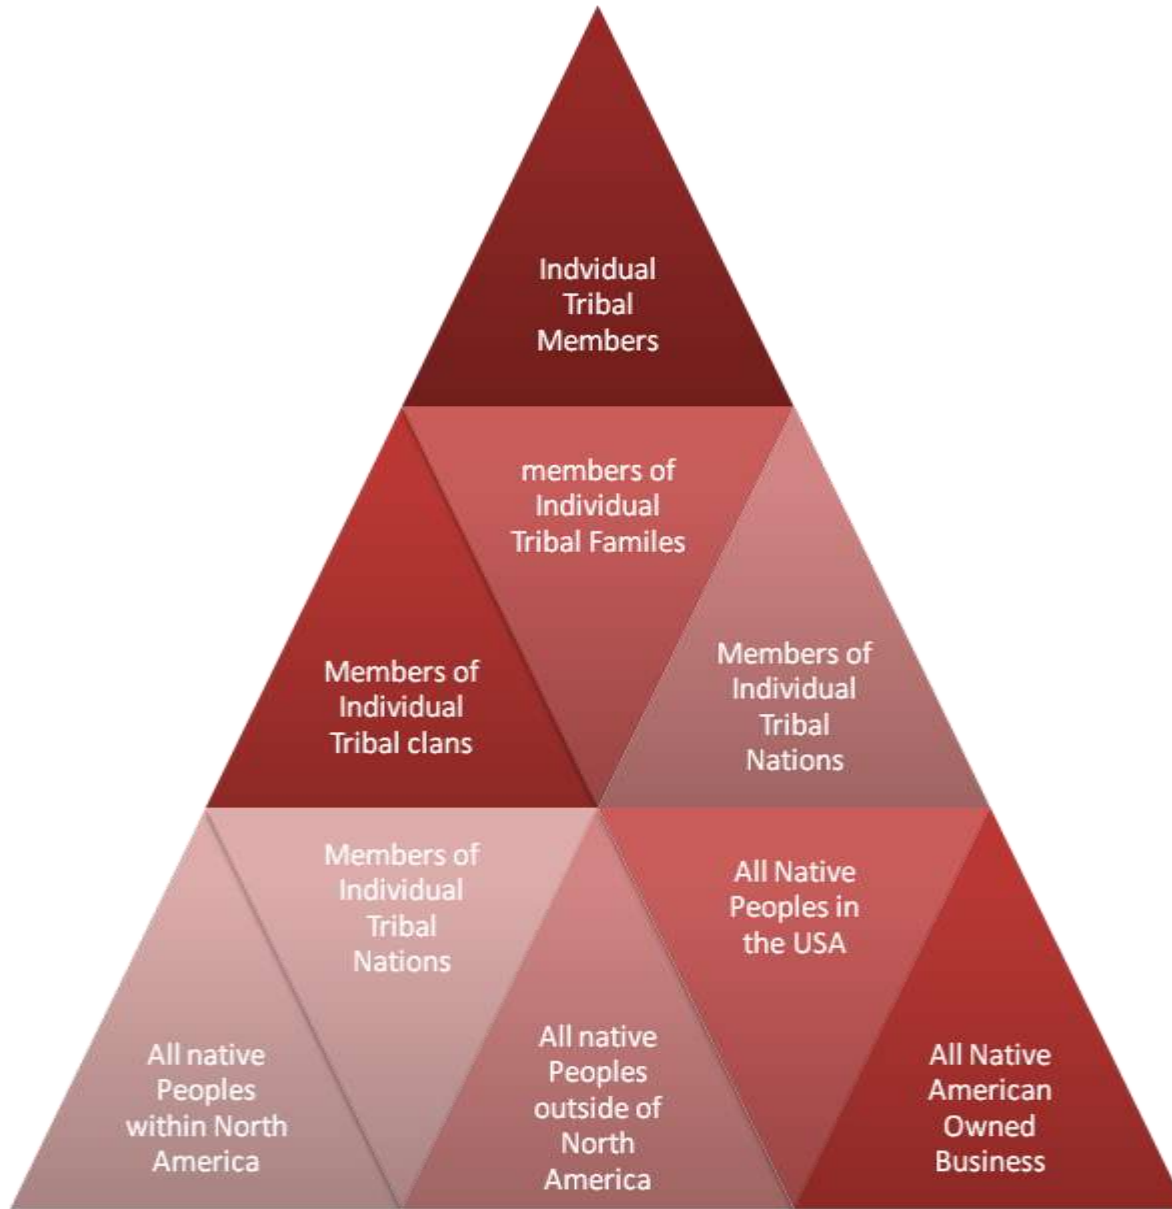 Indvidual
Tribal
Members
members of
Individual
Tribal Familes
Members of
Individual
Tribal clans
Members of
Individual
Tribal
Nations
All native
Peoples
within North
America
Members of
Individual
Tribal
Nations
All native
Peoples
outside of
North
America
All Native
Peoples in
the USA
All Native
American
Owned
Business